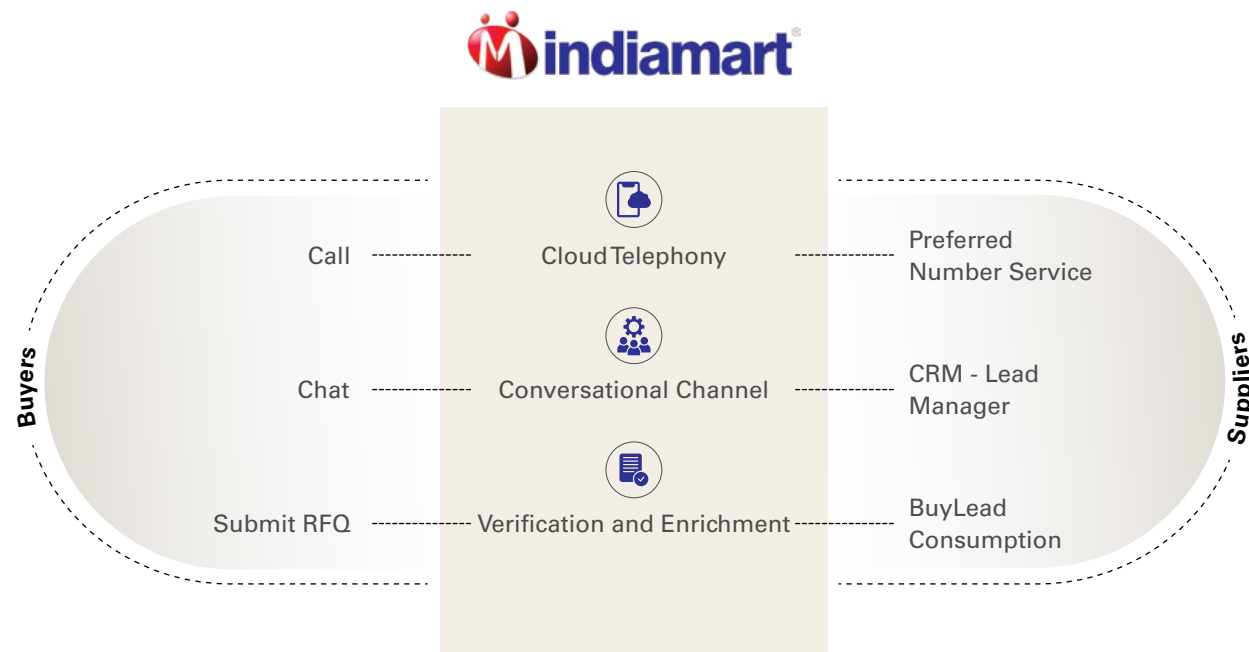 indiamart
Buyers
Call
Cloud Telephony
Preferred
Number Service
Chat
Conversational Channel
CRM - Lead
Manager
Submit RFQ
Verification and Enrichment
BuyLead
Consumption
Suppliers